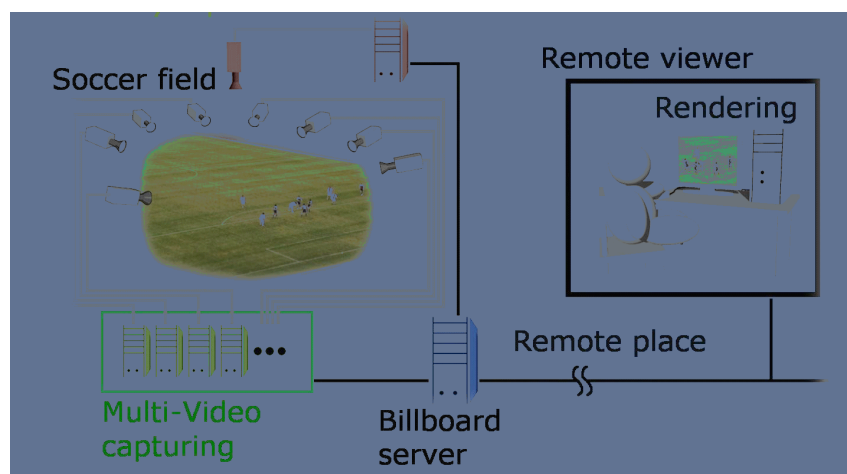 Soccer field
Remote viewer
Rendering
Remote place
Multi-Video
capturing
Billboard
server